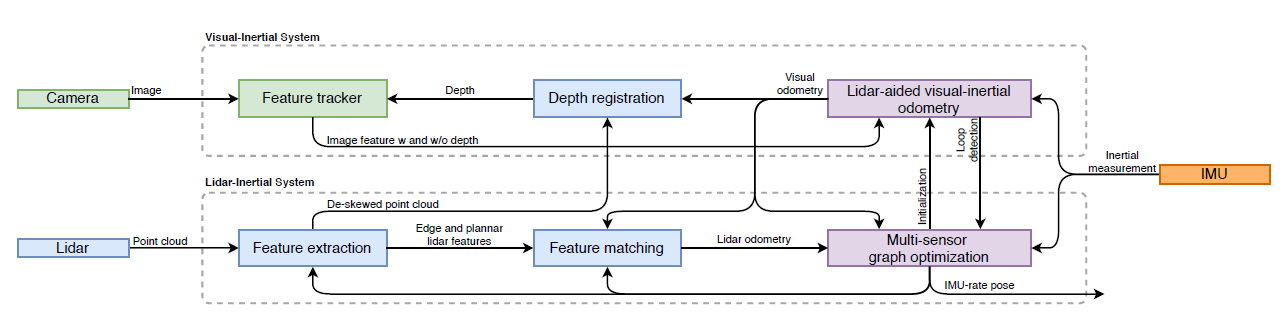 Visual-Inertial System
Camera
Image
Feature tracker
Depth
Depth registration
Visual
odometry
Lidar-aided visual-inertial
odometry
Image feature w and w/o depth
Loop
detection
Inertial
measurement
IMU
Lidar-Inertial System
De-skewed point cloud
Initialization
Lidar
Point cloud
Feature extraction
Edge and plannar
lidar features
Feature matching
Lidar odometry
Multi-sensor
graph optimization
IMU-rate pose